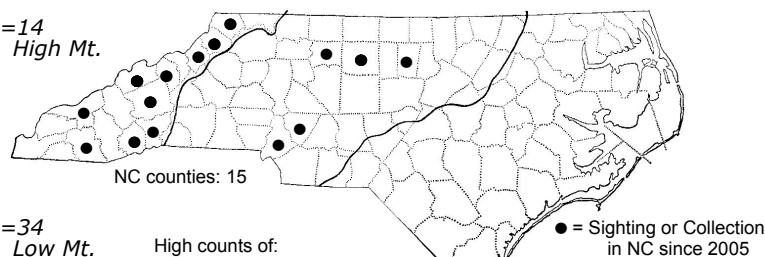 =14
High Mt.
NC counties: 15
=34
Low Mt.
High counts of:
● = Sighting or Collection
in NC since 2005